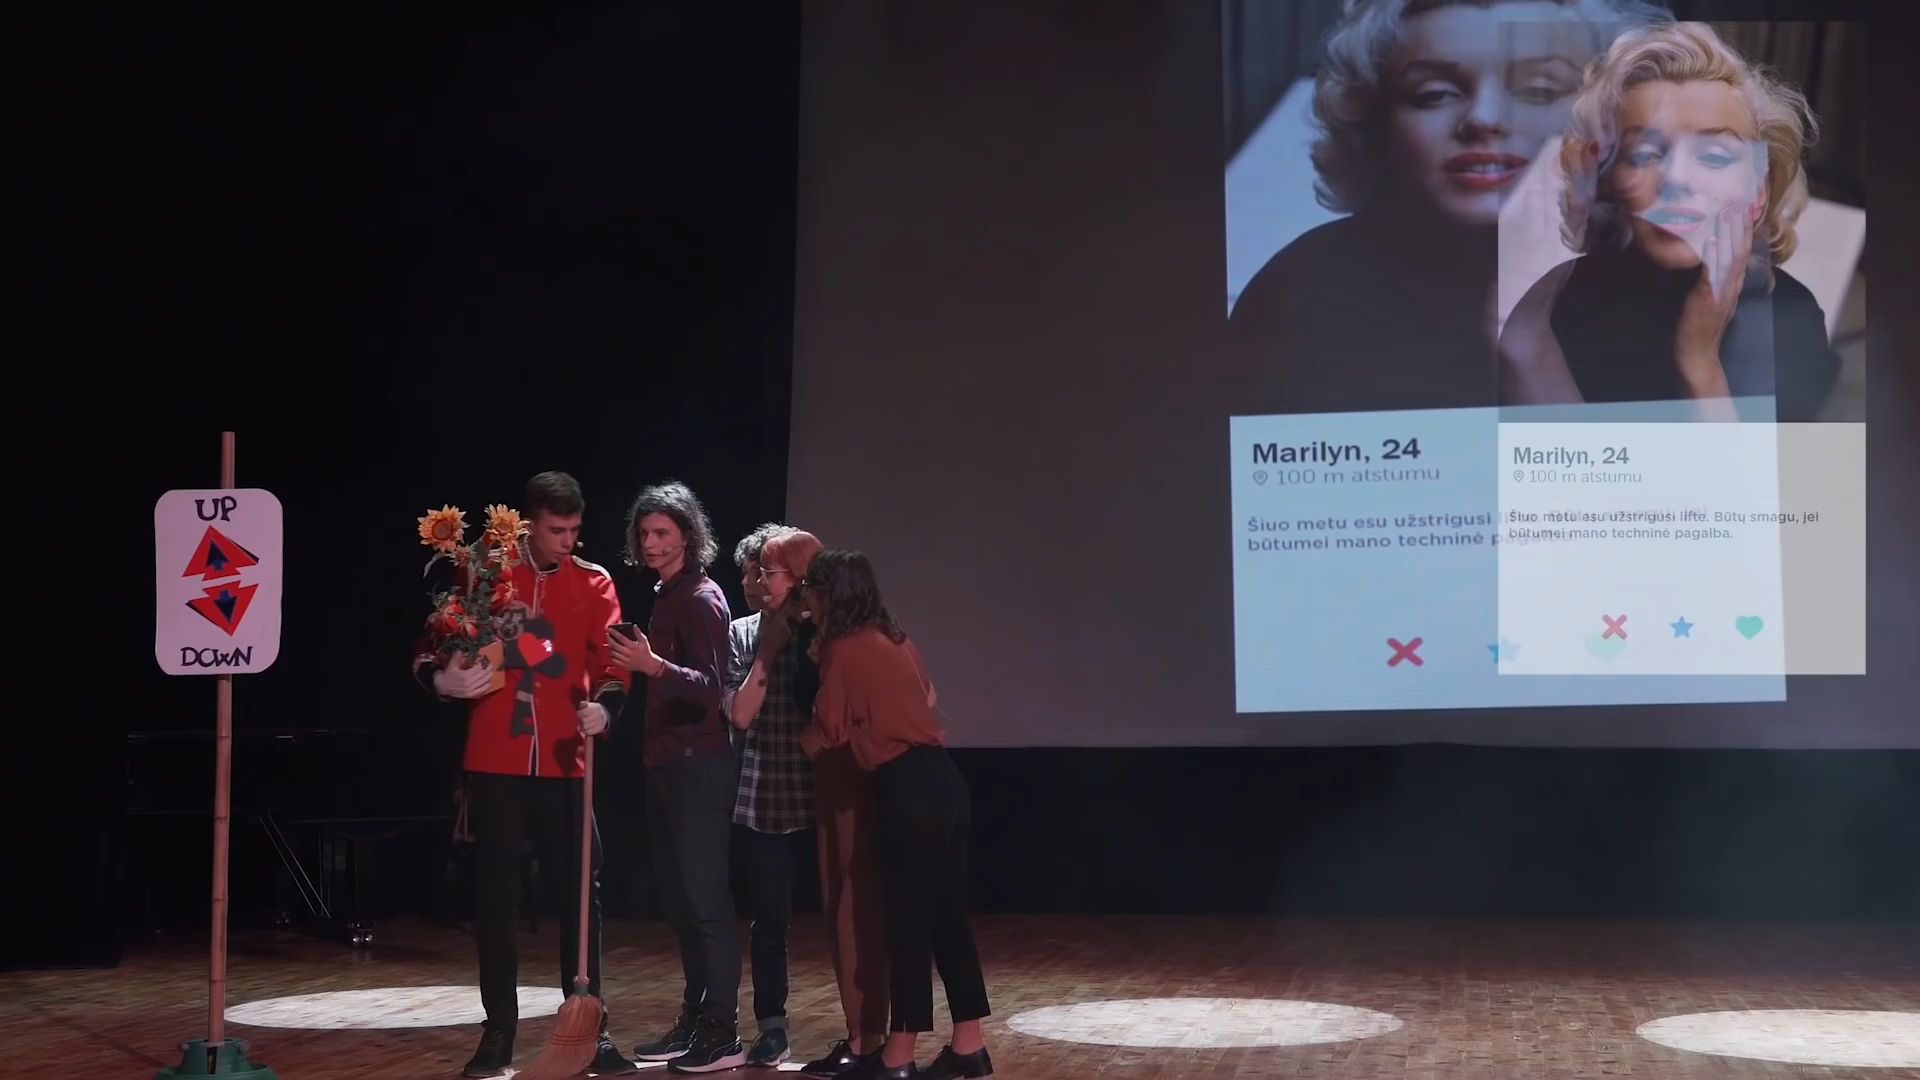 UP
DOWN
Marilyn, 24
100 m atstumu
Šiuo metu esu užstrigusi
būtumei mano techninė
Marilyn, 24
100 m atstumu
Šiuo metu esu užstrigusi lifte. Būtų smagu, jei
būtumei mano techninė pagalba.